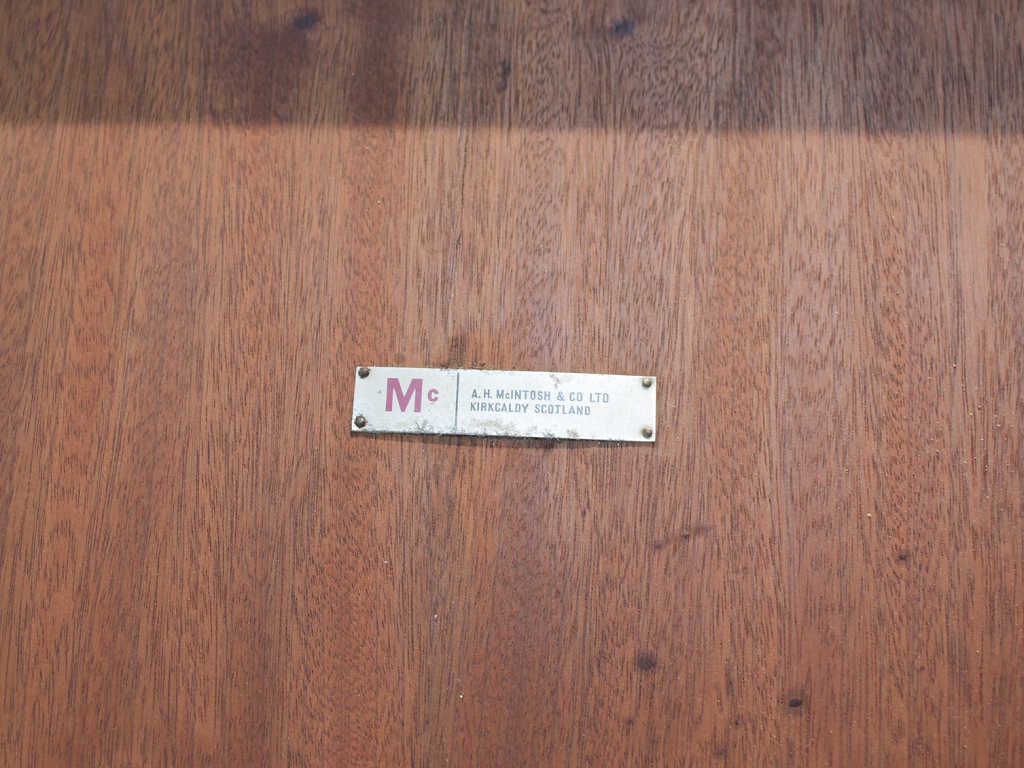 Mc
A. H. McINTOSH & CO LTD
KIRKCALDY SCOTLAND